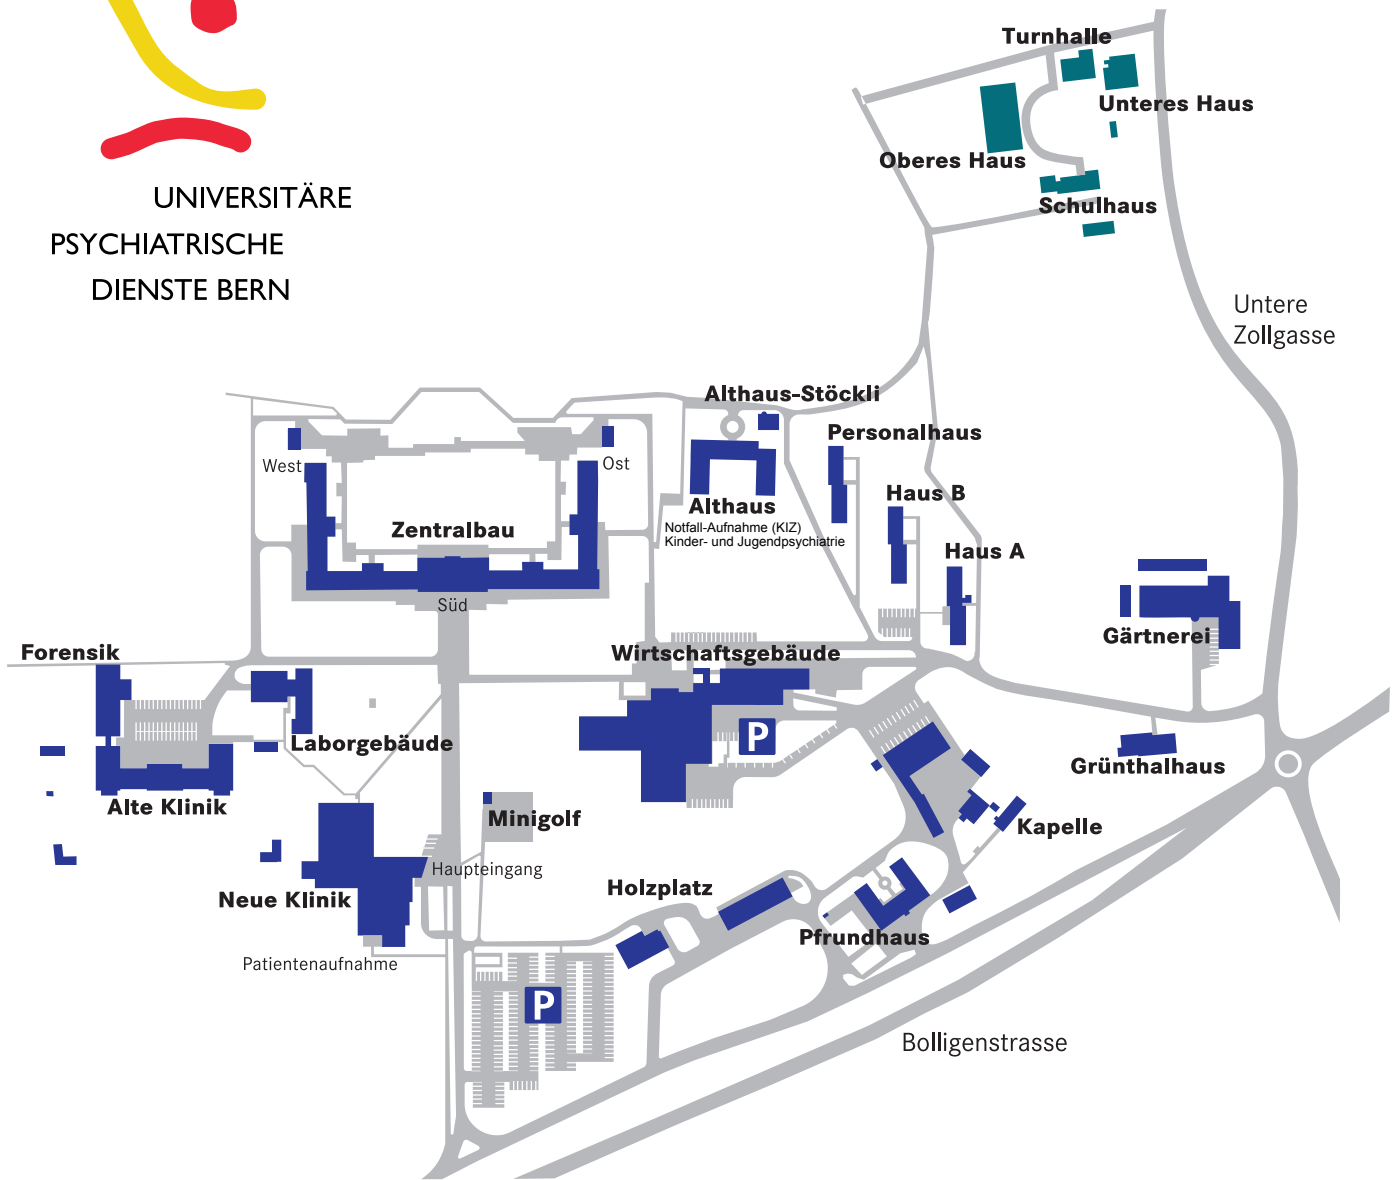 UNIVERSITÄRE
PSYCHIATRISCHE
DIENSTE BERN
Turnhalle
Unteres Haus
Oberes Haus
Schulhaus
Untere
Zollgasse
Althaus-Stöckli
Personalhaus
West
Ost
Haus B
Althaus
Notfall-Aufnahme (KIZ)
Kinder- und Jugendpsychiatrie
Zentralbau
Haus A
Süd
Gärtnerei
Forensik
Wirtschaftsgebäude
P
Laborgebäude
Grünthalhaus
Alte Klinik
Minigolf
Kapelle
Haupteingang
Holzplatz
Neue Klinik
Pfrundhaus
Patientenaufnahme
P
Bolligenstrasse